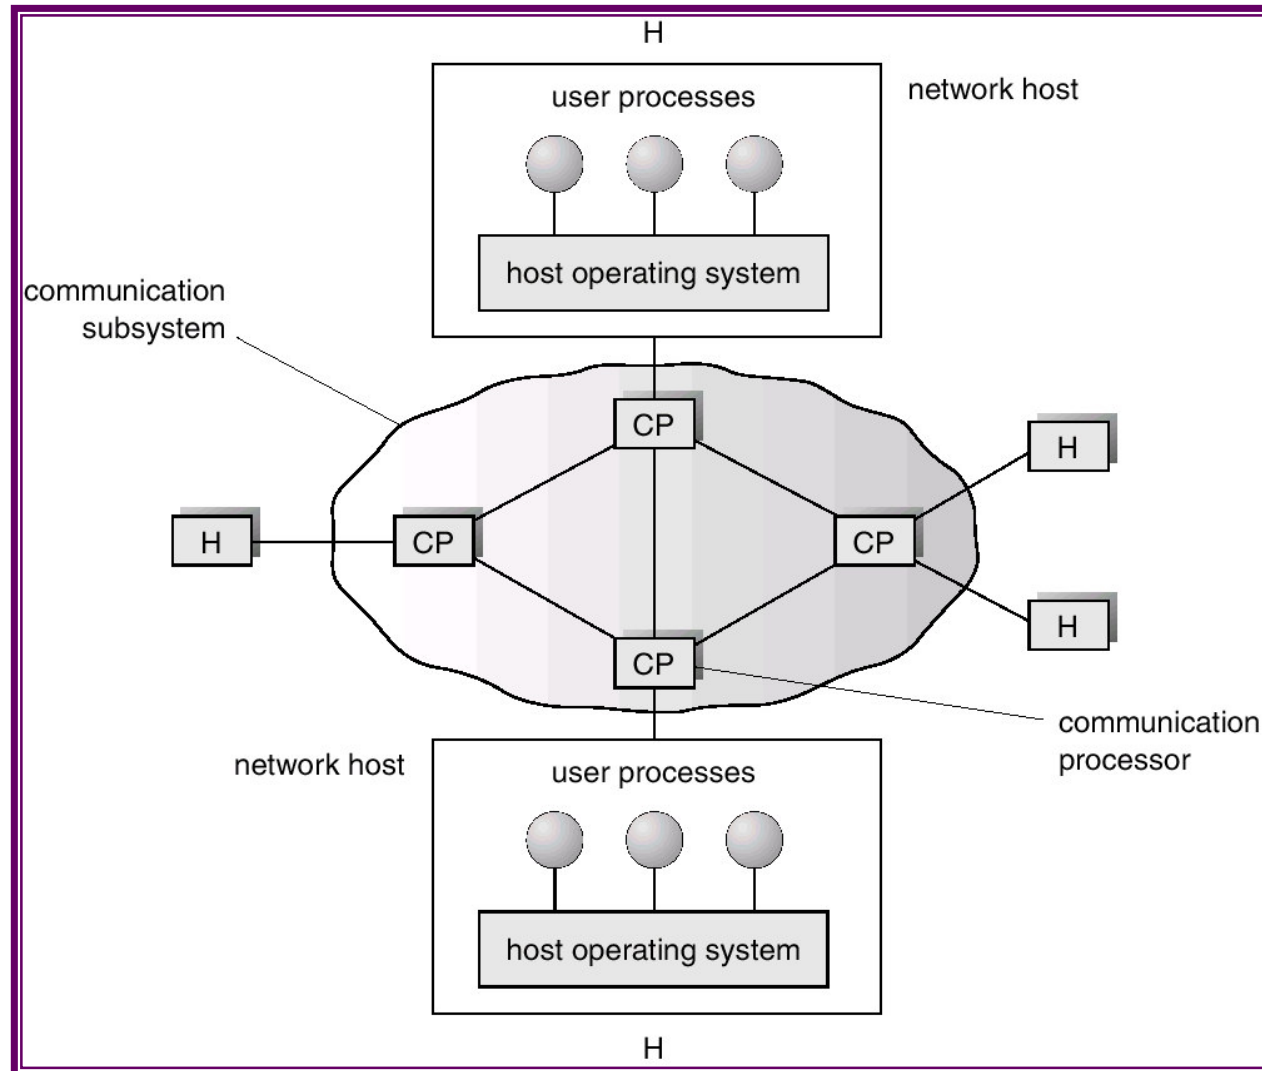 H
user processes
network host
host operating system
communication
subsystem
CP
H
H
CP
CP
H
CP
communication
processor
network host
user processes
host operating system
H